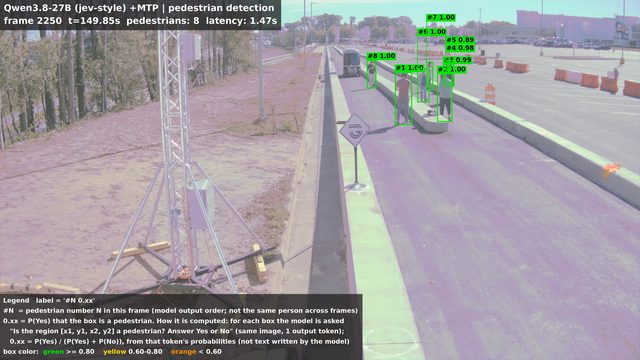 Qwen3.8-27B (jev-style) +MTP | pedestrian detection
frame 2250 t=149.85s pedestrians: 8 latency: 1.47s
#7 1.00
#6 1.00
#5 0.89
#4 0.98
#8 1.00
0.99
#1 1.00
1.00
Legend label = '#N 0.xx'
#N = pedestrian number N in this frame (model output order; not the same person across frames)
0.xx = P(Yes) that the box is a pedestrian. How it is computed: for each box the model is asked
"Is the region [x1, y1, x2, y2] a pedestrian? Answer Yes or No" (same image, 1 output token);
0.xx = P(Yes) / (P(Yes) + P(No)), from that token's probabilities (not text written by the model)
box color: green >= 0.80 yellow 0.60-0.80 orange < 0.60